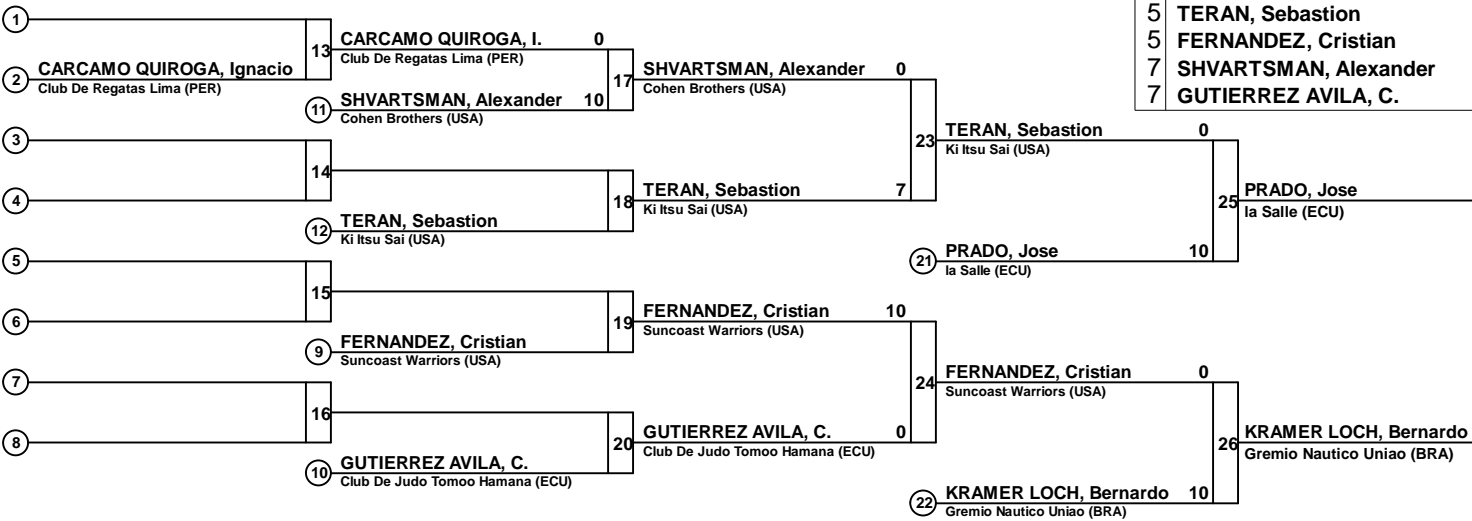 5 TERAN, Sebastion
5 FERNANDEZ, Cristian
7 SHVARTSMAN, Alexander
7 GUTIERREZ AVILA, C.
1
13
CARCAMO QUIROGA, I. 0
Club De Regatas Lima (PER)
2 CARCAMO QUIROGA, Ignacio
Club De Regatas Lima (PER)
17
SHVARTSMAN, Alexander 0
Cohen Brothers (USA)
11 SHVARTSMAN, Alexander 10
Cohen Brothers (USA)
3
14
4
23
TERAN, Sebastion 0
Ki Itsu Sai (USA)
18
TERAN, Sebastion 7
Ki Itsu Sai (USA)
12 TERAN, Sebastion
Ki Itsu Sai (USA)
25
PRADO, Jose
la Salle (ECU)
21 PRADO, Jose 10
la Salle (ECU)
5
15
6
19
FERNANDEZ, Cristian 10
Suncoast Warriors (USA)
9 FERNANDEZ, Cristian
Suncoast Warriors (USA)
7
16
8
24
FERNANDEZ, Cristian 0
Suncoast Warriors (USA)
20
GUTIERREZ AVILA, C. 0
Club De Judo Tomoo Hamana (ECU)
10 GUTIERREZ AVILA, C.
Club De Judo Tomoo Hamana (ECU)
26
KRAMER LOCH, Bernardo
Gremio Nautico Uniao (BRA)
22 KRAMER LOCH, Bernardo 10
Gremio Nautico Uniao (BRA)